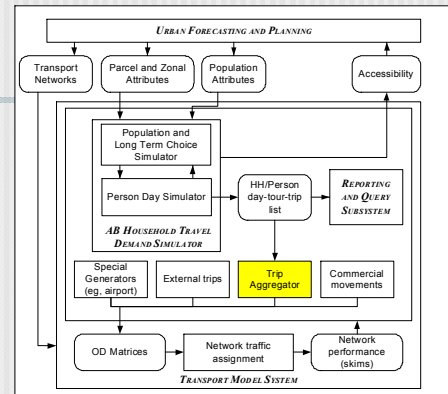 URBAN FORECASTING AND PLANNING
Transport
Networks
Parcel and Zonal
Attributes
Population
Attributes
Accessibility
Population and
Long Term Choice
Simulator
Person Day Simulator
AB HOUSEHOLD TRAVEL
DEMAND SIMULATOR
HH/Person
day-tour-trip
list
REPORTING
AND QUERY
SUBSYSTEM
Special
Generators
(eg, airport)
External trips
Trip
Aggregator
Commercial
movements
OD Matrices
Network traffic
assignment
Network
performance
(skims)
TRANSPORT MODEL SYSTEM